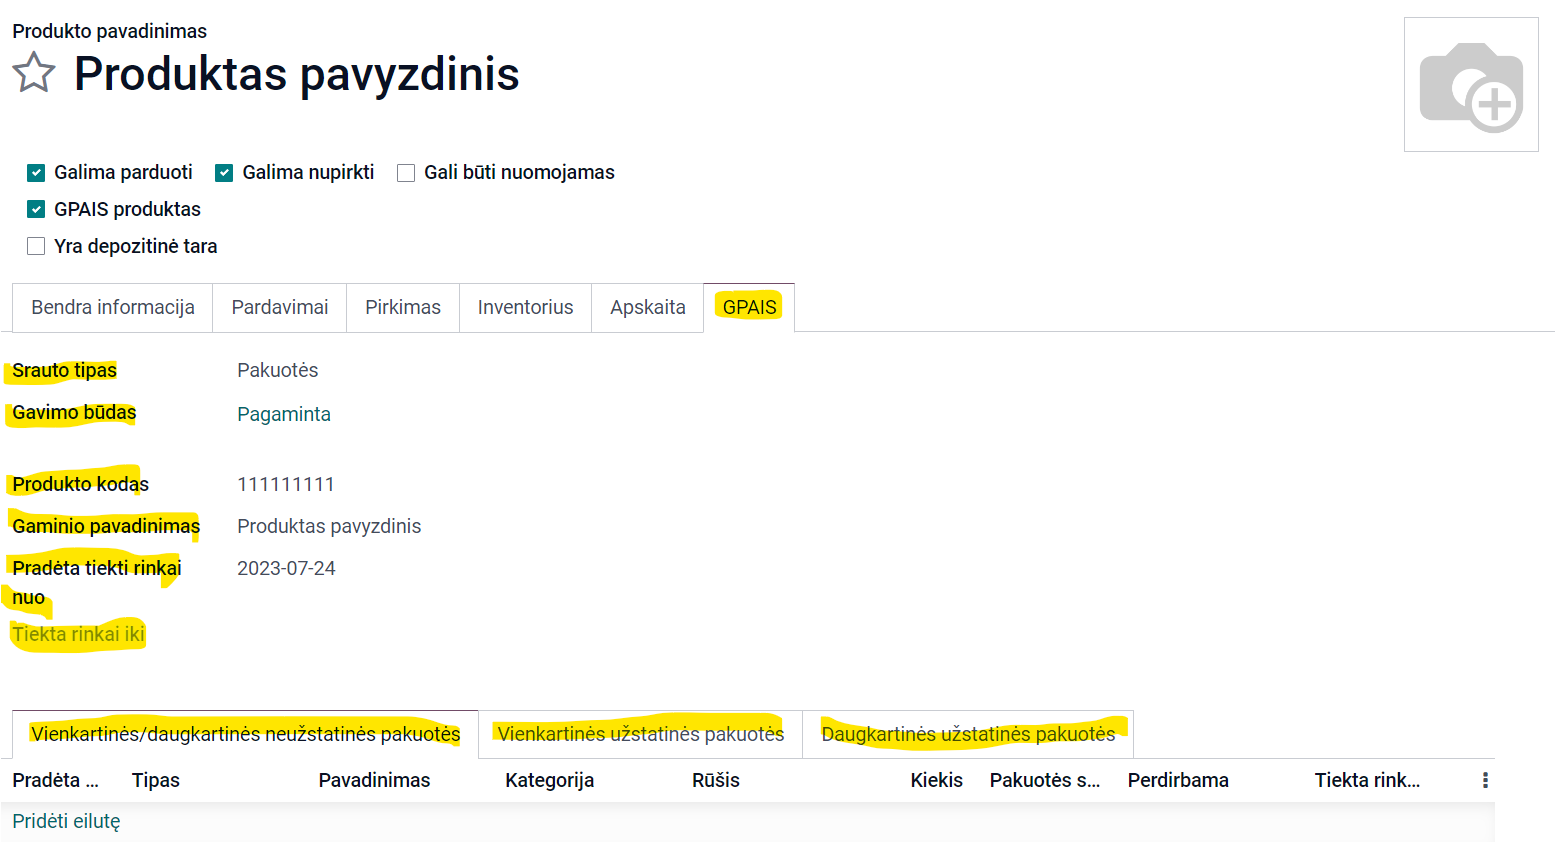 Produkto pavadinimas
Produktas pavyzdinis
Galima parduoti Galima nupirkti Gali būti nuomojamas
GPAIS produktas
Yra depozitinė tara
Bendra informacija Pardavimai Pirkimas Inventorius Apskaita GPAIS
Srauto tipas Pakuotės
Gavimo būdas Pagaminta
Produkto kodas 111111111
Gaminio pavadinimas Produktas pavyzdinis
Pradėta tiekti rinkai 2023-07-24
nuo
Tiekta rinkai iki
Vienkartinės/daugkartinės neužstatinės pakuotės Vienkartinės užstatinės pakuotės Daugkartinės užstatinės pakuotės
Pradėta ... Tipas Pavadinimas Kategorija Rūšis Kiekis Pakuotės s... Perdirbama Tiekta rink...
Pridėti eilutę